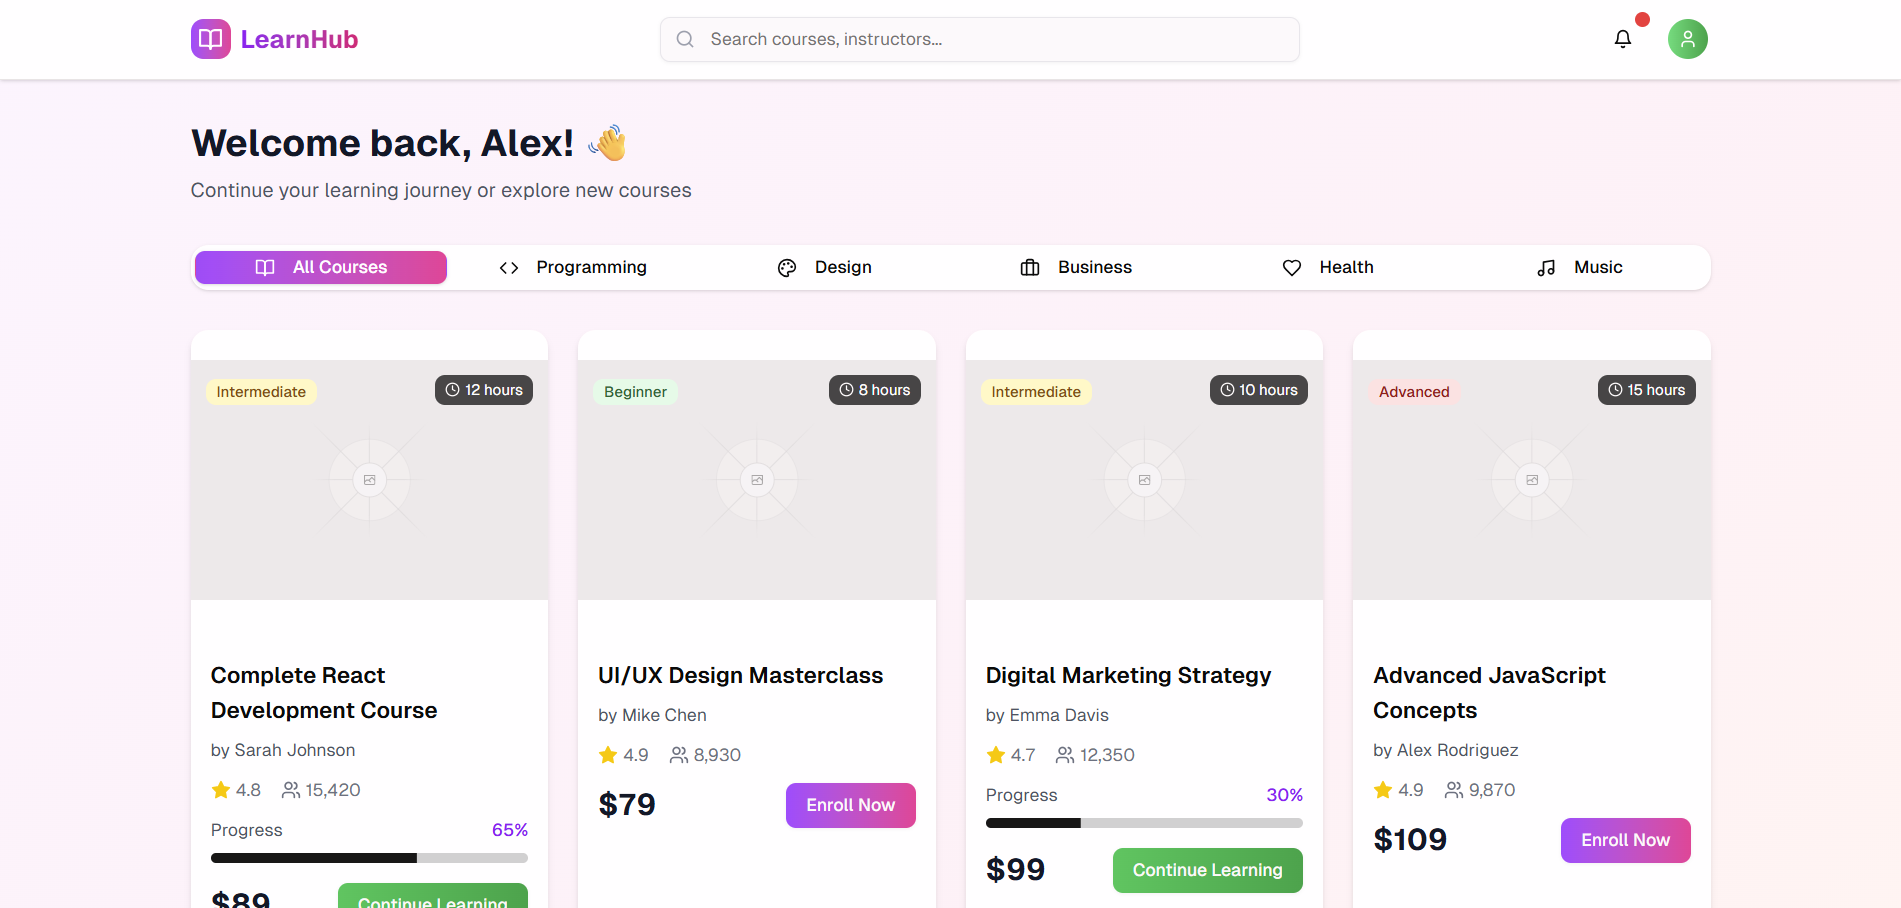 LearnHub
Search courses, instructors...
Welcome back, Alex! 👋
Continue your learning journey or explore new courses
All Courses
Programming
Design
Business
Health
Music
Intermediate
12 hours
Complete React
Development Course
by Sarah Johnson
4.8 15,420
Progress 65%
$89 Continue Learning
Beginner
8 hours
UI/UX Design Masterclass
by Mike Chen
4.9 8,930
$79 Enroll Now
Intermediate
10 hours
Digital Marketing Strategy
by Emma Davis
4.7 12,350
Progress 30%
$99 Continue Learning
Advanced
15 hours
Advanced JavaScript
Concepts
by Alex Rodriguez
4.9 9,870
$109 Enroll Now